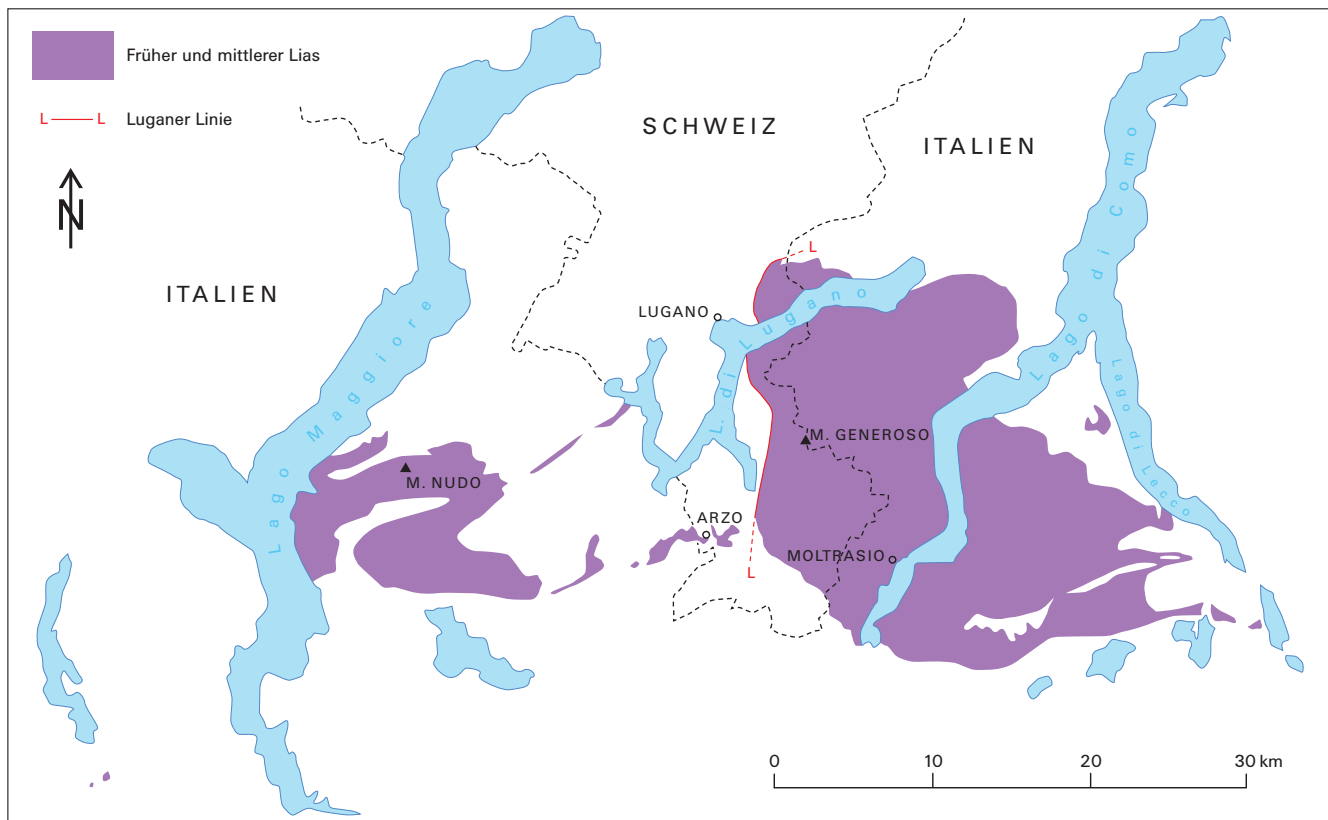 Früher und mittlerer Lias
L L Luganer Linie
N
SCHWEIZ
ITALIEN
ITALIEN
Lago Maggiore
Lago di Como
Lago di Lecco
L. di Lugano
L
LUGANO
M. GENEROSO
M. NUDO
ARZO
MOLTRASIO
L
0 10 20 30 km